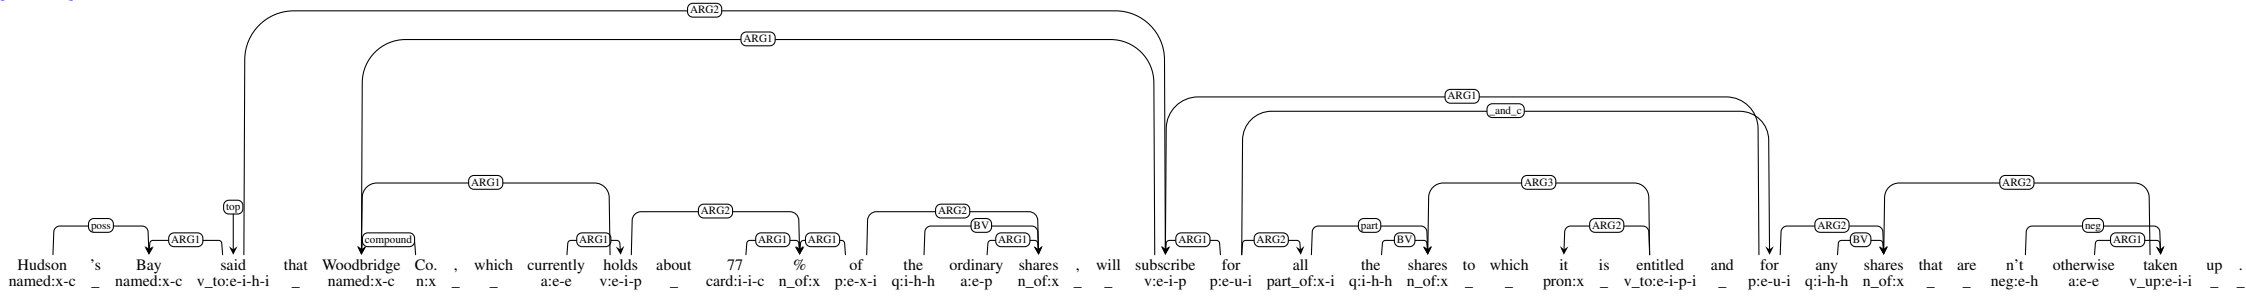 ARG2
ARG1
ARG1
_and_c
ARG1 ARG3 ARG2
top ARG2 ARG2
poss BV part ARG2 ARG2 neg
ARG1 compound ARG1 ARG1 ARG1 ARG1 ARG1 ARG2 BV BV ARG1
Hudson 's Bay said that Woodbridge Co. , which currently holds about 77 % of the ordinary shares , will subscribe for all the shares to which it is entitled and for any shares that are n't otherwise taken up .
named:x-c _ named:x-c v_to:e-i-h-i _ named:x-c n:x _ _ a:e-e v:e-i-p _ card:i-i-c n_of:x p:e-x-i q:i-h-h a:e-p n_of:x _ _ v:e-i-p p:e-u-i part_of:x-i q:i-h-h n_of:x _ _ pron:x _ v_to:e-i-p-i _ p:e-u-i q:i-h-h n_of:x _ _ neg:e-h a:e-e v_up:e-i-i _ _